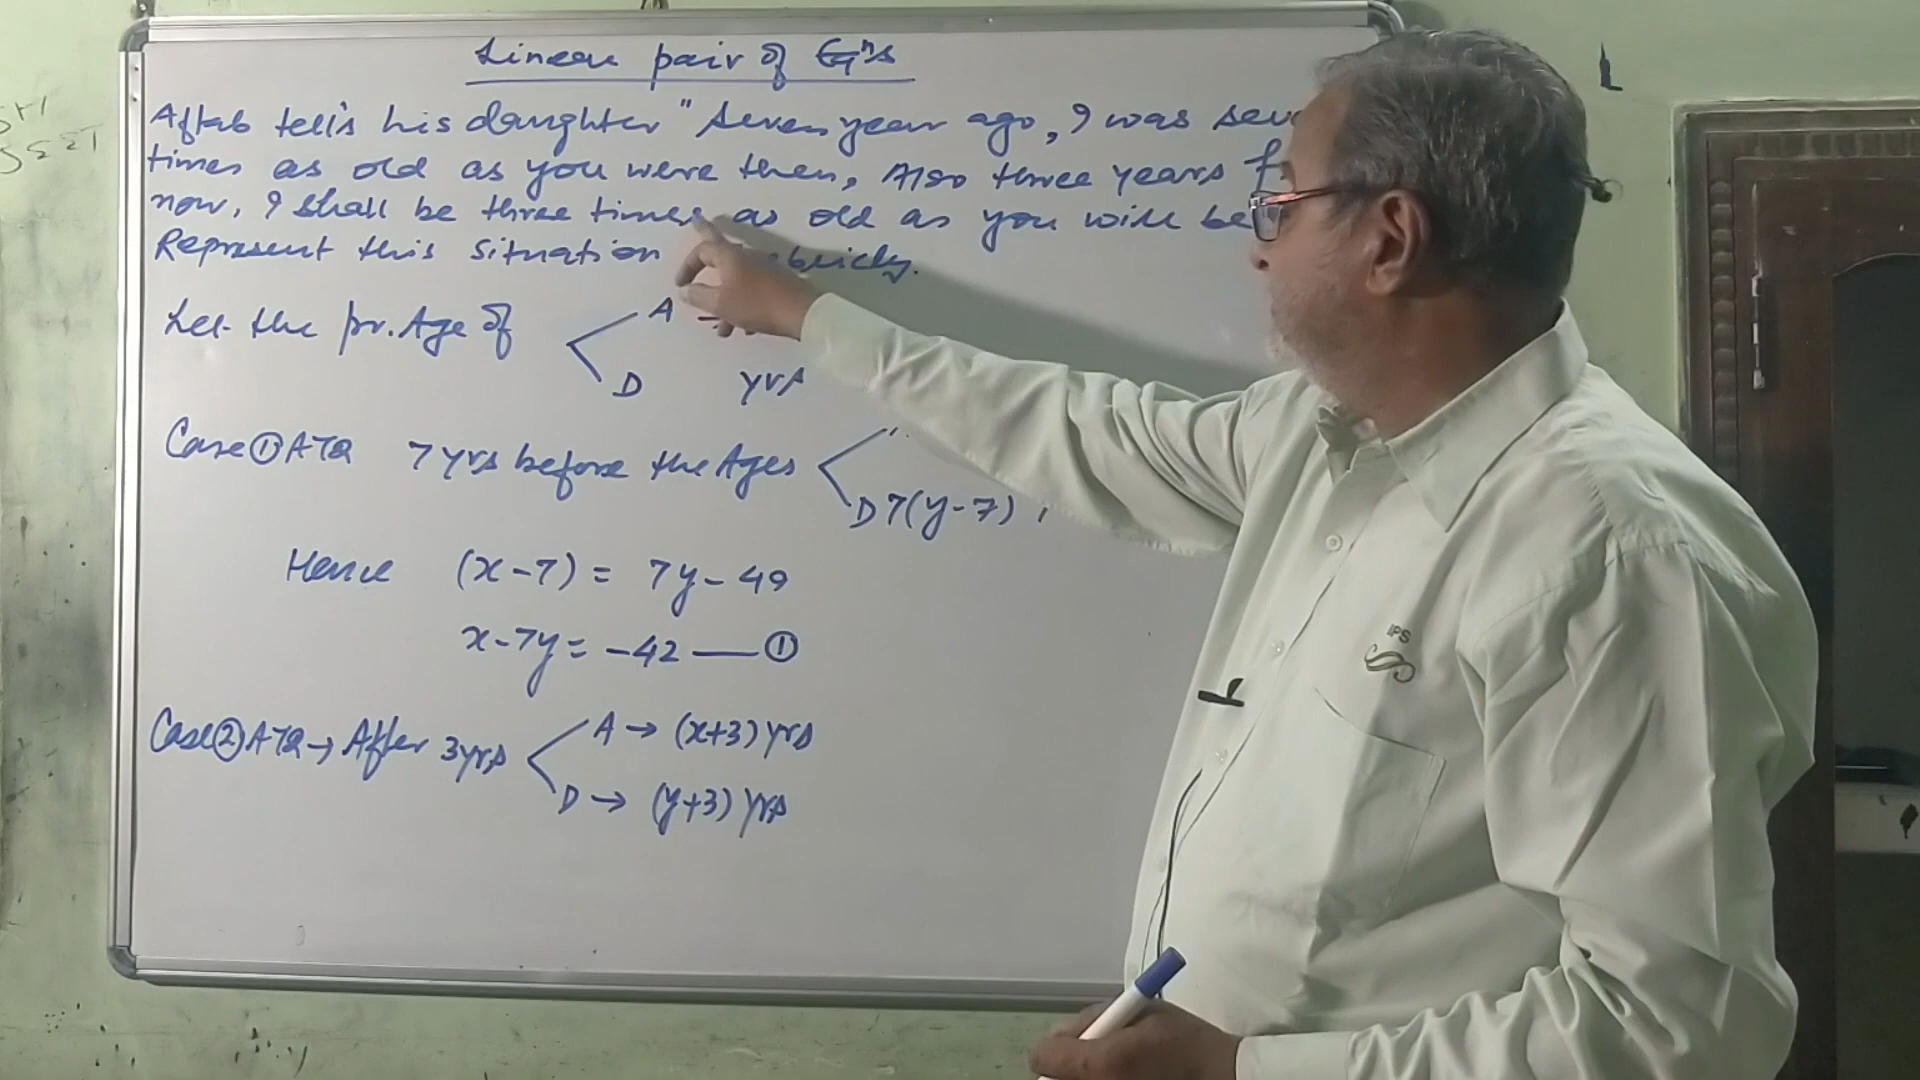 Linear pair of Eqⁿs
Aftab tells his daughter "Seven year ago, I was
times as old as you were then, Also three years
now, I shall be three times as old as you will be
Represent this situation
Let the pr. Age of A
D yrs
Case ① ATQ 7 yrs before the Ages
D 7(y-7)
Hence (x-7) = 7y-49
x-7y = -42 — ①
Case ② ATQ → After 3yrs A → (x+3) yrs
D → (y+3) yrs
IPS